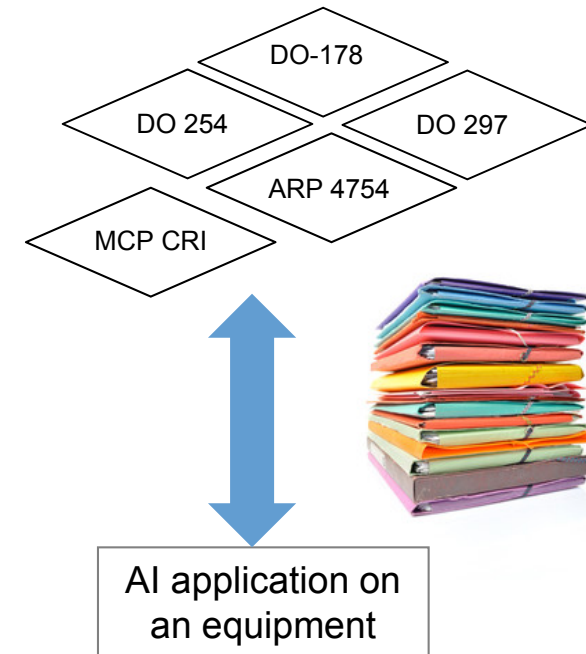 DO-178
DO 254
DO 297
ARP 4754
MCP CRI
AI application on
an equipment